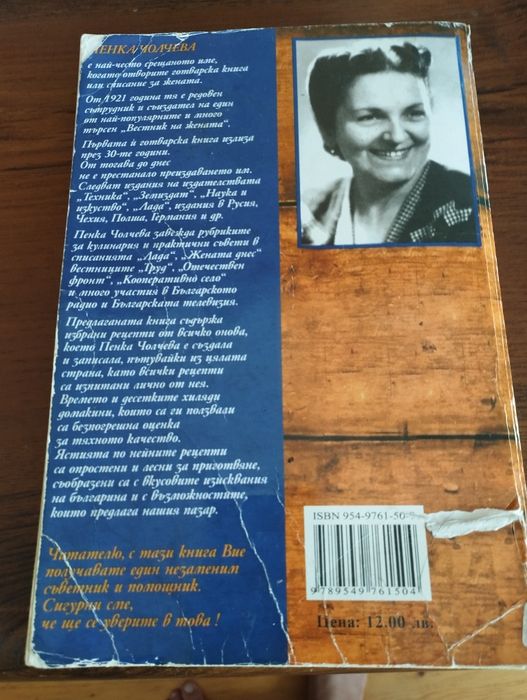 ПЕНКА ЧОЛЧЕВА
е най-често срещаното име,
когато отворите готварска книга
или списание за жената.
От 1921 година тя е редовен
сътрудник и съиздател на един
от най-популярните и много
търсен „Вестник на жената“.
Първата ѝ готварска книга излиза
през 30-те години.
От тогава до днес
не е престанало преиздаването им.
Следват издания на издателствата
„Техника“, „Земиздат“, „Наука и
изкуство“, „Лада“, издания в Русия,
Чехия, Полша, Германия и др.
Пенка Чолчева завежда рубриките
за кулинария и практични съвети в
списанията „Лада“, „Жената днес“
вестниците „Труд“, „Отечествен
фронт“, „Кооперативно село“
и много участия в Българското
радио и Българската телевизия.
Предлаганата книга съдържа
избрани рецепти от всичко онова,
което Пенка Чолчева е създала
и записала, пътувайки из цялата
страна, като всички рецепти
са изпитани лично от нея.
Времето и десетките хиляди
домакини, които са ги ползвали
са безпогрешна оценка
за тяхното качество.
Ястията по нейните рецепти
са опростени и лесни за приготвяне,
съобразени са с вкусовите изисквания
на българина и с възможностите,
които предлага нашия пазар.
Читателю, с тази книга Вие
получавате един незаменим
съветник и помощник.
Сигурни сме,
че ще се уверите в това !
ISBN 954-9761-50-
9 789549 761504
Цена: 12.00 лв.